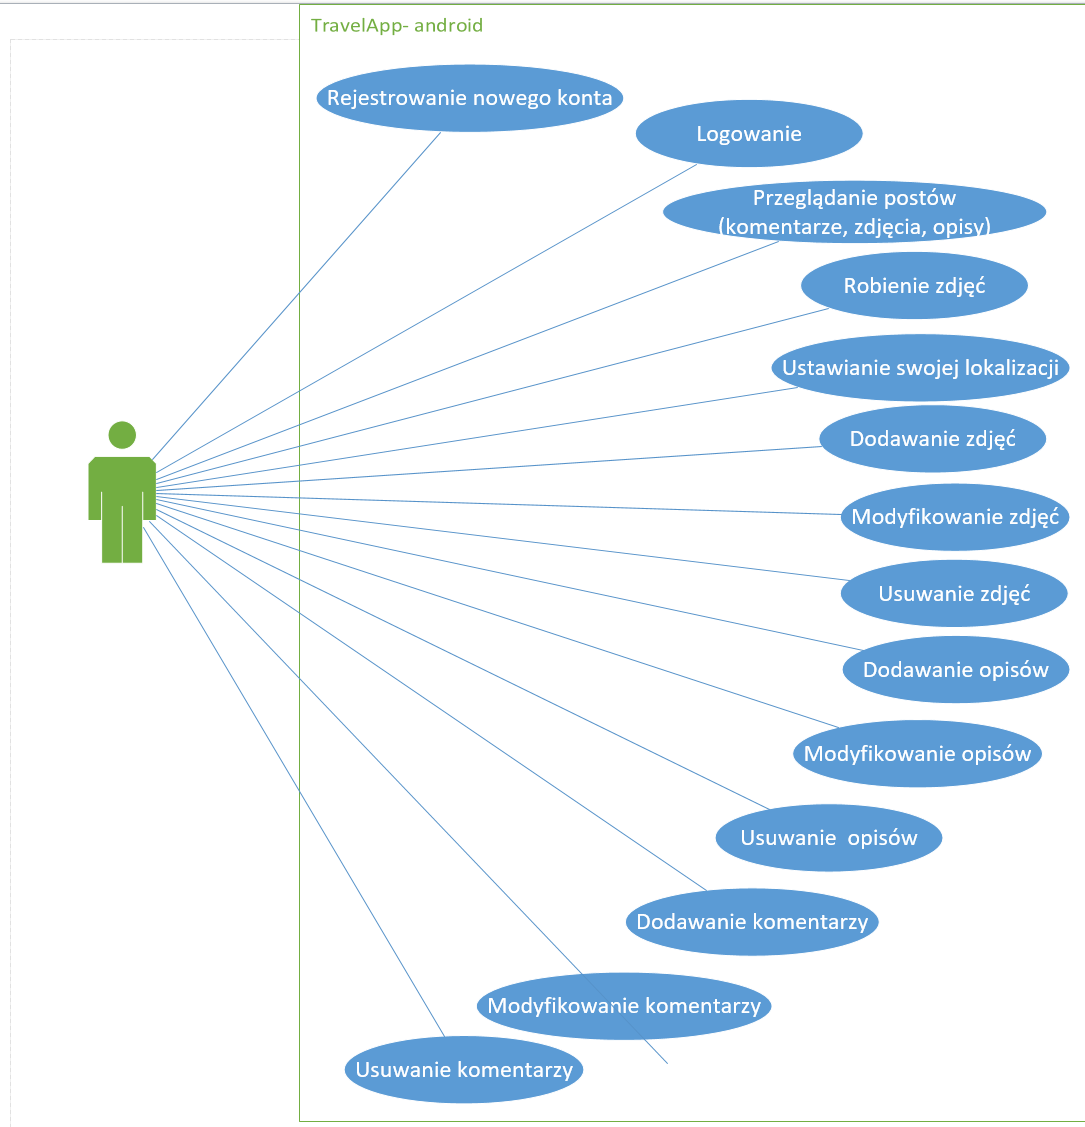 TravelApp- android
Rejestrowanie nowego konta
Logowanie
Przeglądanie postów
(komentarze, zdjęcia, opisy)
Robienie zdjęć
Ustawianie swojej lokalizacji
Dodawanie zdjęć
Modyfikowanie zdjęć
Usuwanie zdjęć
Dodawanie opisów
Modyfikowanie opisów
Usuwanie  opisów
Dodawanie komentarzy
Modyfikowanie komentarzy
Usuwanie komentarzy